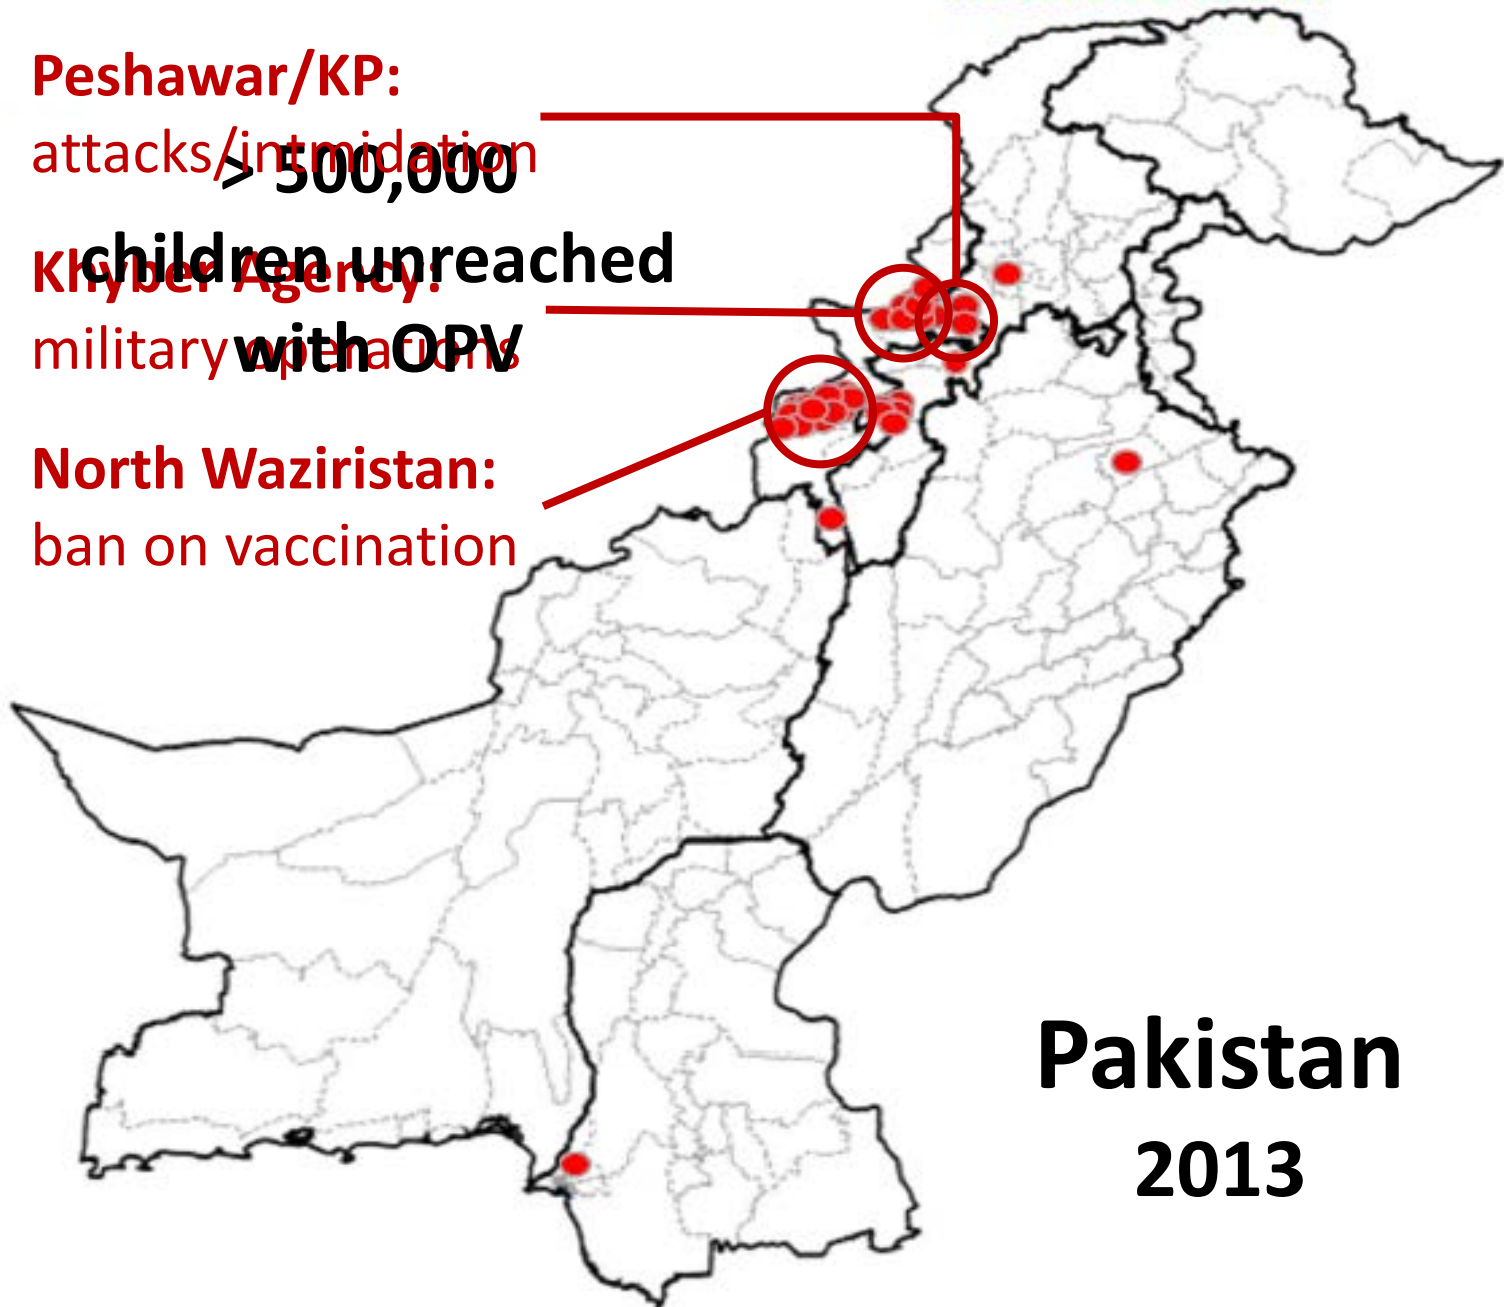 Peshawar/KP:
attacks/intmidation
> 500,000
children unreached
with OPV
Khyber Agency:
military operations
North Waziristan:
ban on vaccination
Pakistan
2013